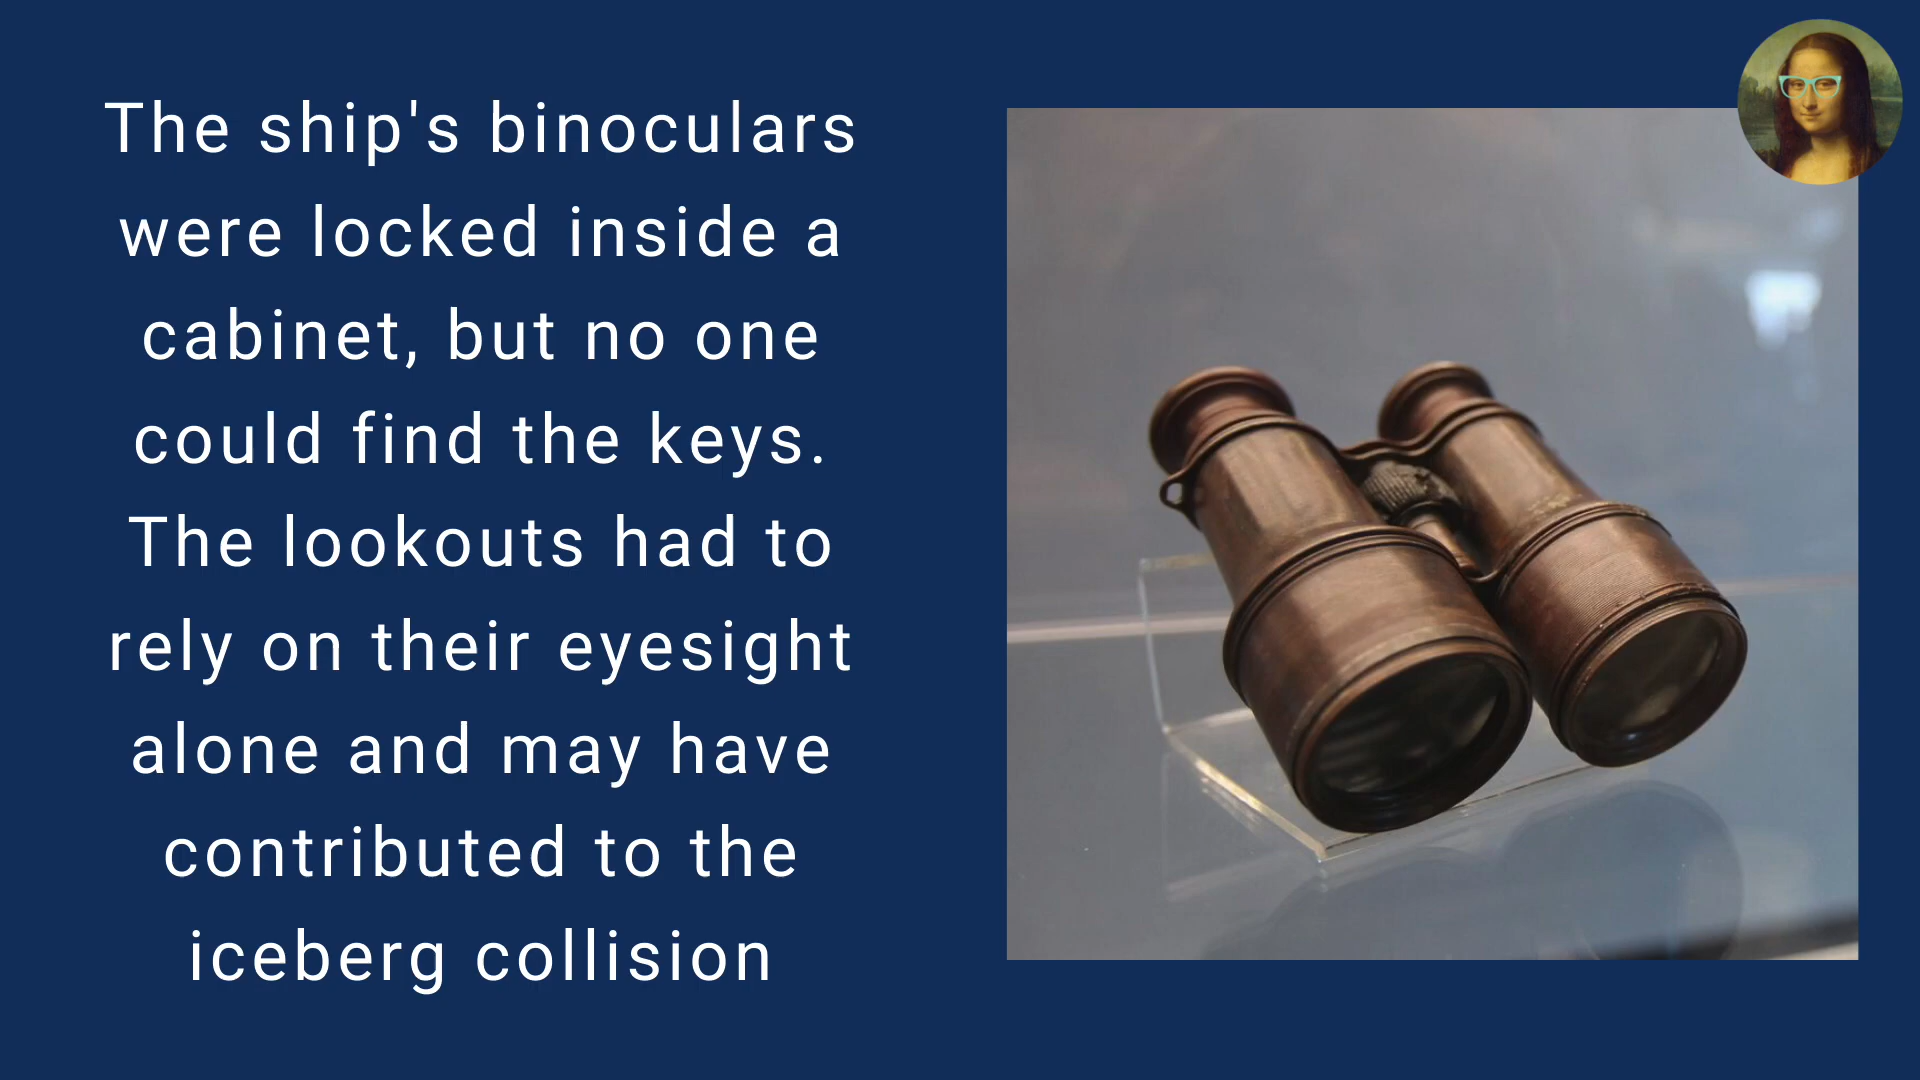 The ship's binoculars
were locked inside a
cabinet, but no one
could find the keys.
The lookouts had to
rely on their eyesight
alone and may have
contributed to the
iceberg collision